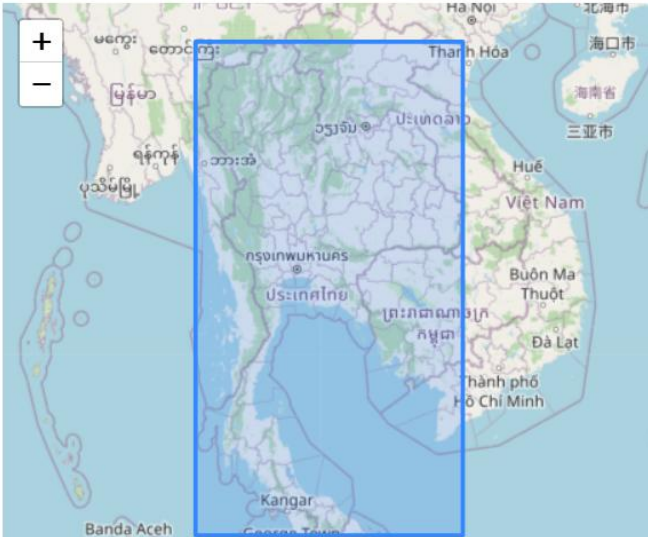 +
−
Hà Nội
北海市
မကွေး
တောင်ကြီး
Thanh Hóa
海口市
မြန်မာ
海南省
ວຽງຈັນ
ປະເທດລາວ
三亚市
ရန်ကုန်
ဘားအံ
Huế
ပုသိမ်မြို့
Việt Nam
กรุงเทพมหานคร
Buôn Ma
Thuột
ประเทศไทย
ព្រះរាជាណាចក្រ
កម្ពុជា
Đà Lạt
Thành phố
Hồ Chí Minh
Kangar
Banda Aceh
George Town